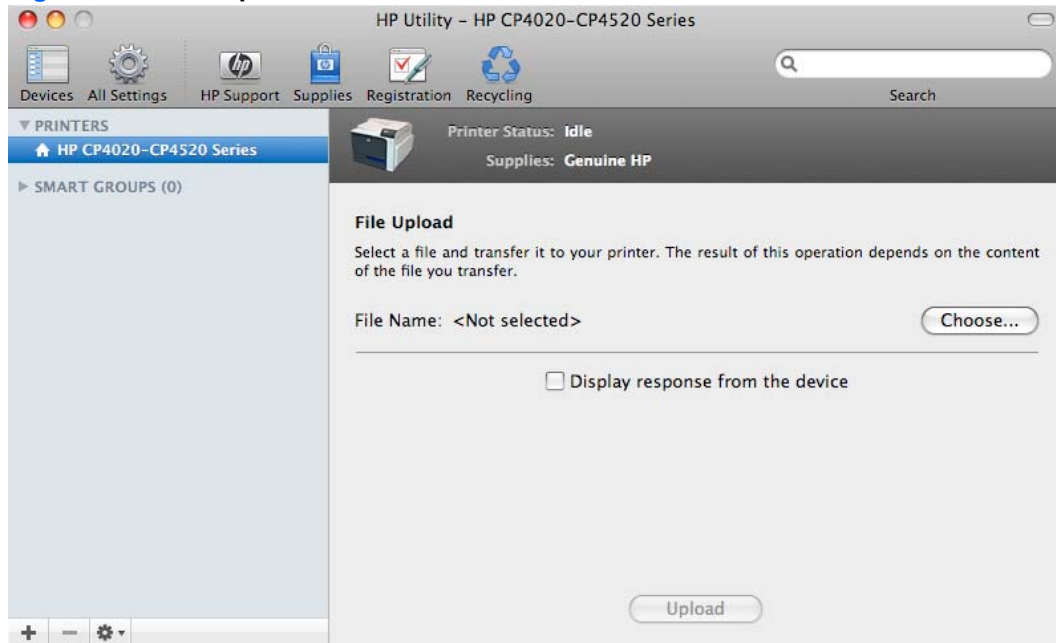 HP Utility – HP CP4020–CP4520 Series
Devices All Settings HP Support Supplies Registration Recycling Search
PRINTERS
HP CP4020–CP4520 Series
SMART GROUPS (0)
Printer Status: Idle
Supplies: Genuine HP
File Upload
Select a file and transfer it to your printer. The result of this operation depends on the content
of the file you transfer.
File Name: <Not selected>
Choose...
Display response from the device
Upload